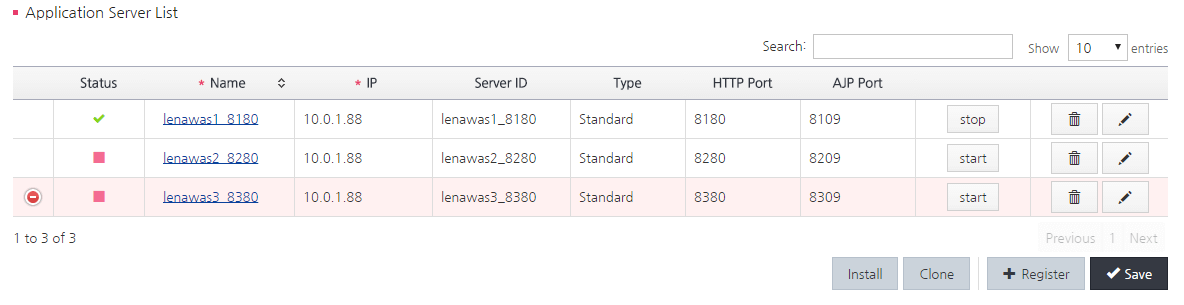 Application Server List
Search: Show 10 entries
Status * Name * IP Server ID Type HTTP Port AJP Port
lenawas1_8180 10.0.1.88 lenawas1_8180 Standard 8180 8109 stop
lenawas2_8280 10.0.1.88 lenawas2_8280 Standard 8280 8209 start
lenawas3_8380 10.0.1.88 lenawas3_8380 Standard 8380 8309 start
1 to 3 of 3 Previous 1 Next
Install Clone Register Save